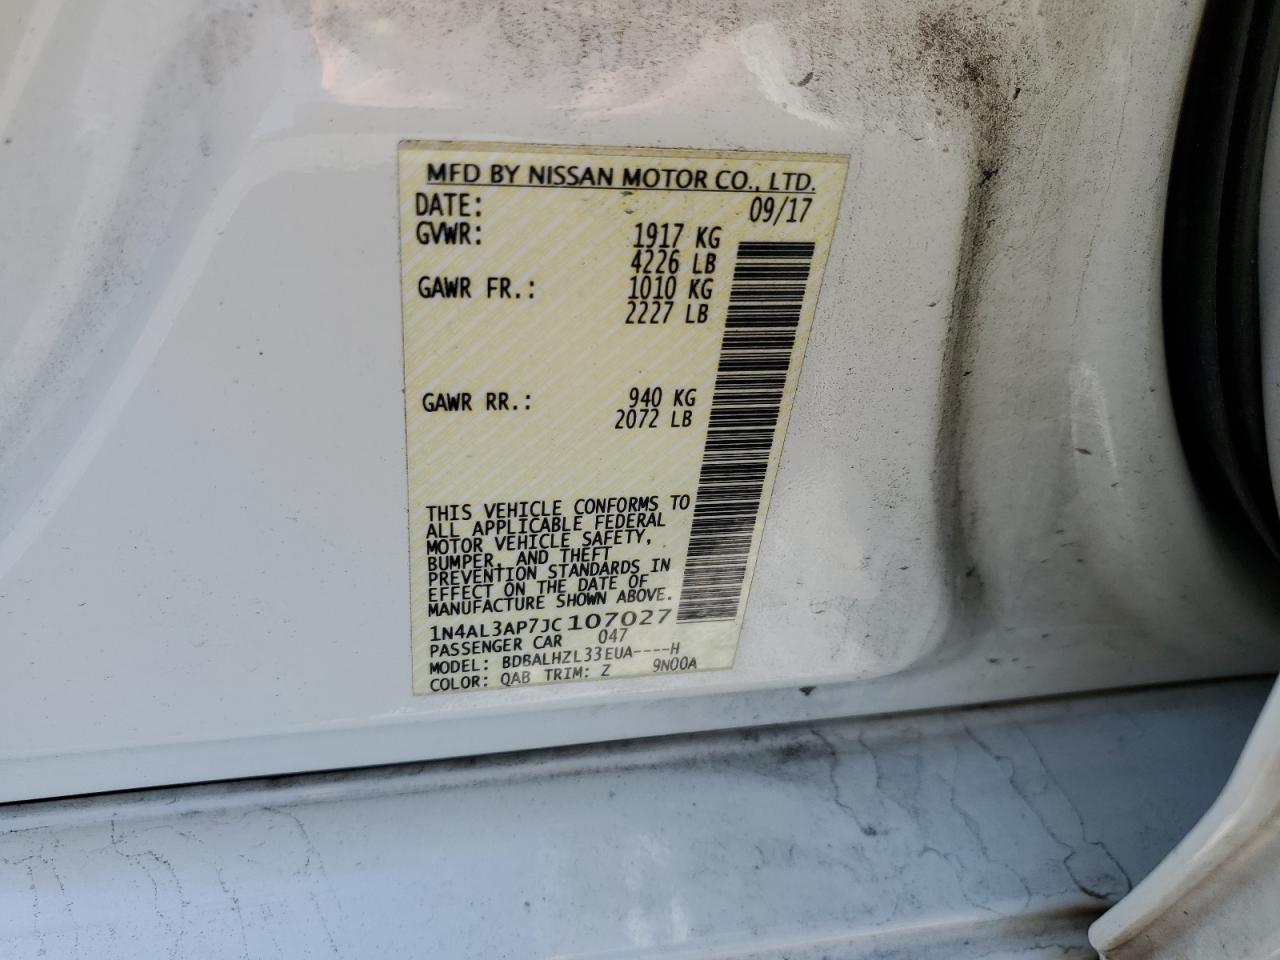 MFD BY NISSAN MOTOR CO., LTD.
DATE: 09/17
GVWR: 1917 KG
4226 LB
GAWR FR.: 1010 KG
2227 LB
GAWR RR.: 940 KG
2072 LB
THIS VEHICLE CONFORMS TO
ALL APPLICABLE FEDERAL
MOTOR VEHICLE SAFETY,
BUMPER, AND THEFT
PREVENTION STANDARDS IN
EFFECT ON THE DATE OF
MANUFACTURE SHOWN ABOVE.
1N4AL3AP7JC107027
PASSENGER CAR 047
MODEL: BDBALHZL33EUA----H
COLOR: QAB TRIM: Z 9N00A